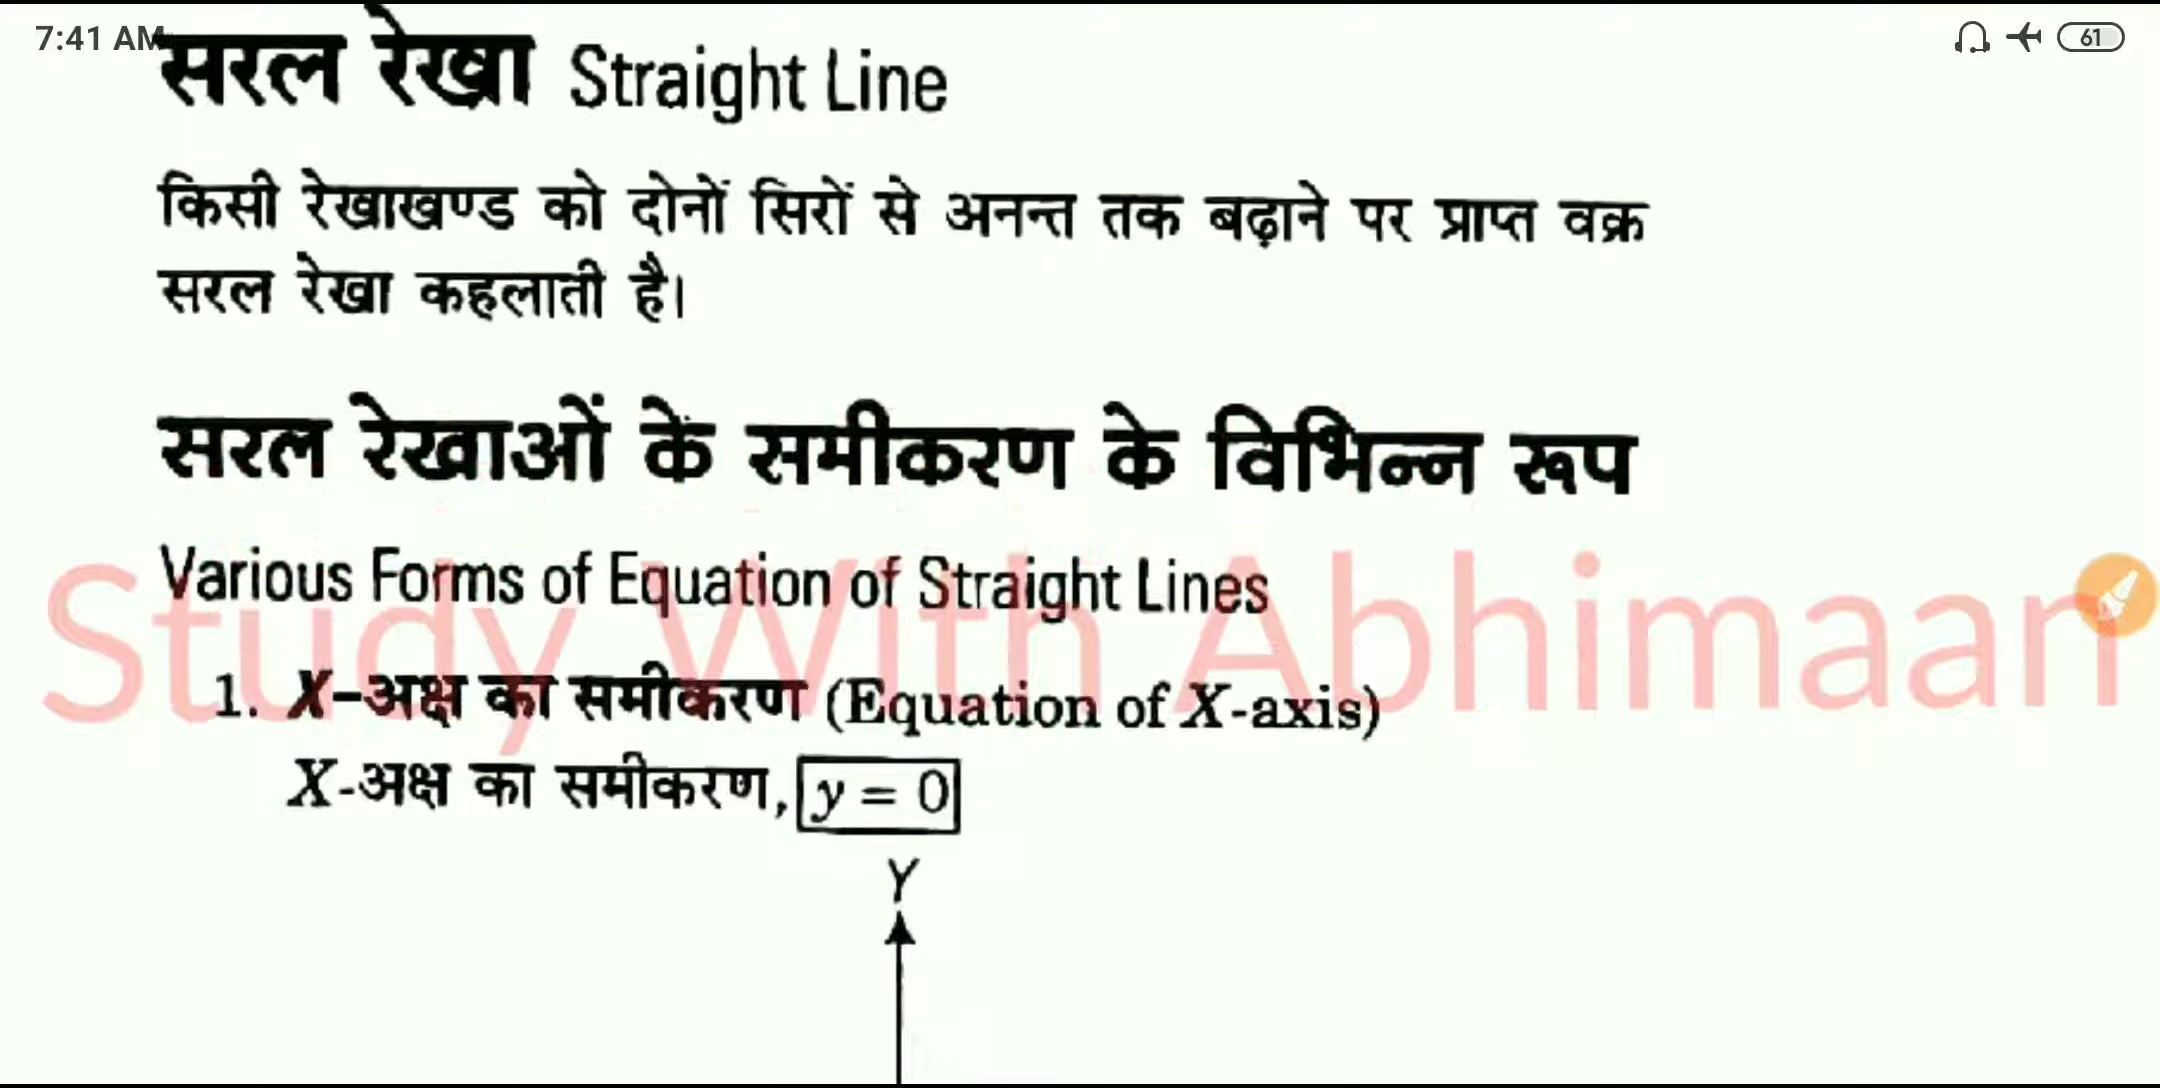 7:41 AM
61
सरल रेखा Straight Line
किसी रेखाखण्ड को दोनों सिरों से अनन्त तक बढ़ाने पर प्राप्त वक्र
सरल रेखा कहलाती है।
सरल रेखाओं के समीकरण के विभिन्न रूप
Various Forms of Equation of Straight Lines
Study With Abhimaan
1. X-अक्ष का समीकरण (Equation of X-axis)
X-अक्ष का समीकरण, y = 0
Y